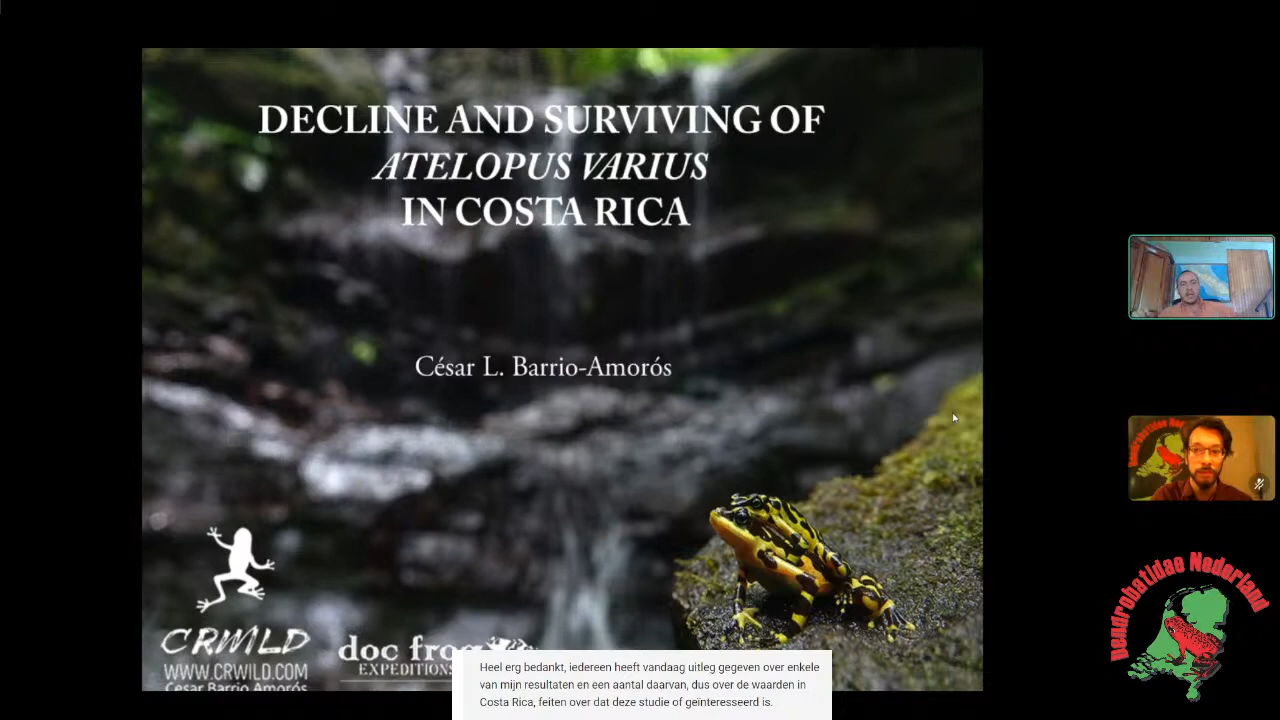 DECLINE AND SURVIVING OF
ATELOPUS VARIUS
IN COSTA RICA
César L. Barrio-Amorós
CRWILD
WWW.CRWILD.COM
César Barrio Amorós
doc frog
EXPEDITIONS
Heel erg bedankt, iedereen heeft vandaag uitleg gegeven over enkele
van mijn resultaten en een aantal daarvan, dus over de waarden in
Costa Rica, feiten over dat deze studie of geïnteresseerd is.
Dendrobatidae Nederland